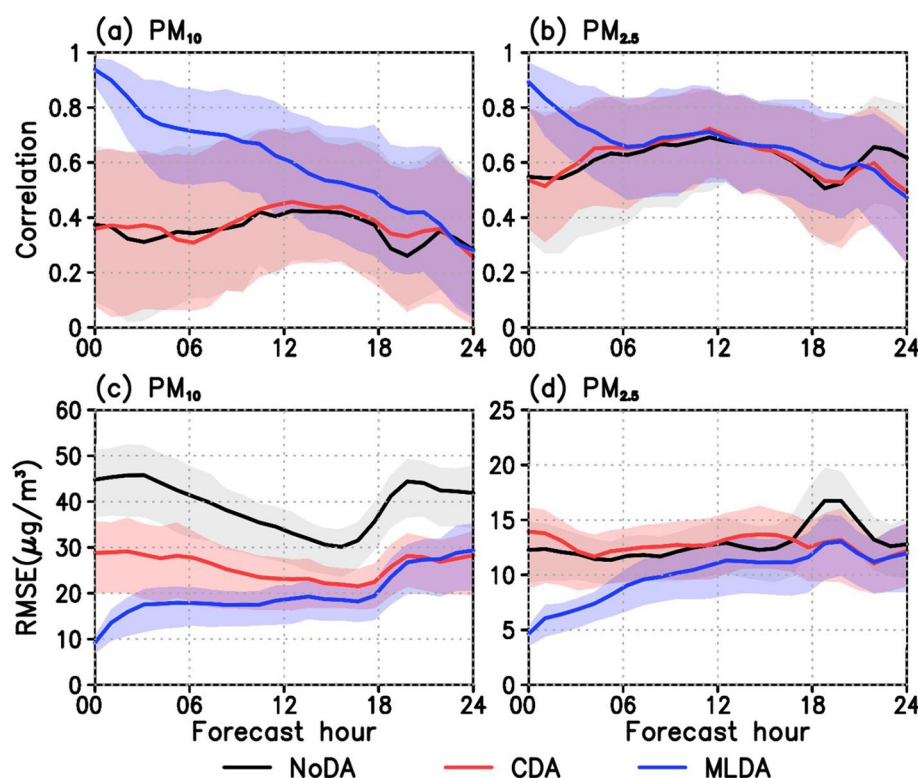 (a) PM₁₀
(b) PM₂.₅
Correlation
1
0.8
0.6
0.4
0.2
0
00 06 12 18 24
1
0.8
0.6
0.4
0.2
0
00 06 12 18 24
(c) PM₁₀
(d) PM₂.₅
RMSE(μg/m³)
60
50
40
30
20
10
0
00 06 12 18 24
Forecast hour
25
20
15
10
5
0
00 06 12 18 24
Forecast hour
NoDA CDA MLDA